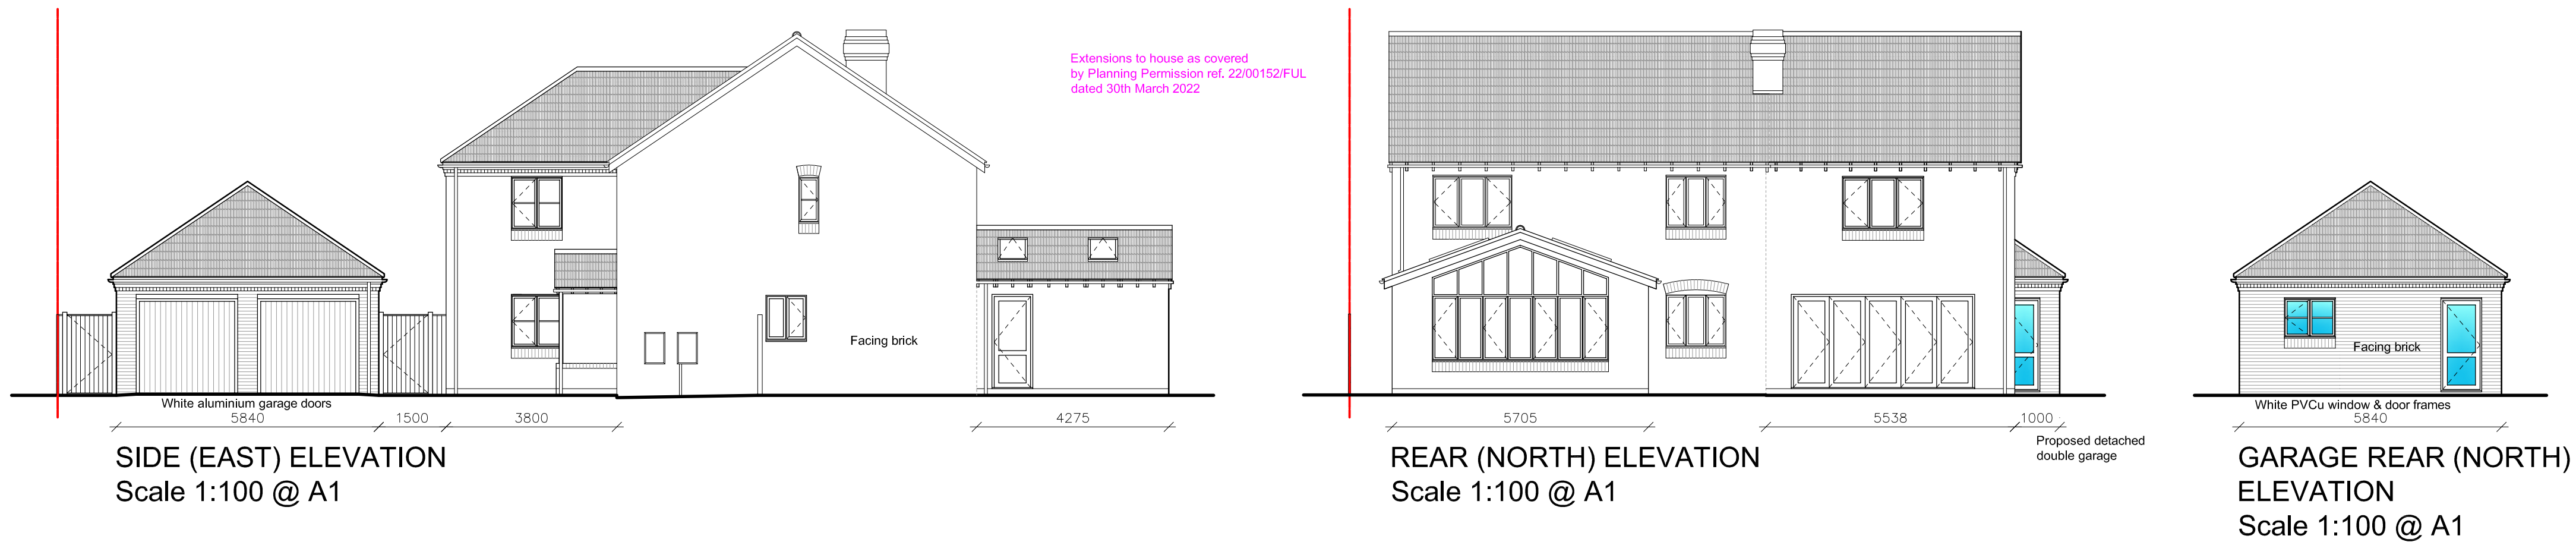 Extensions to house as covered
by Planning Permission ref. 22/00152/FUL
dated 30th March 2022
Facing brick
White aluminium garage doors
5840
1500
3800
4275
SIDE (EAST) ELEVATION
Scale 1:100 @ A1
5705
5538
1000
Proposed detached
double garage
REAR (NORTH) ELEVATION
Scale 1:100 @ A1
Facing brick
White PVCu window & door frames
5840
GARAGE REAR (NORTH)
ELEVATION
Scale 1:100 @ A1